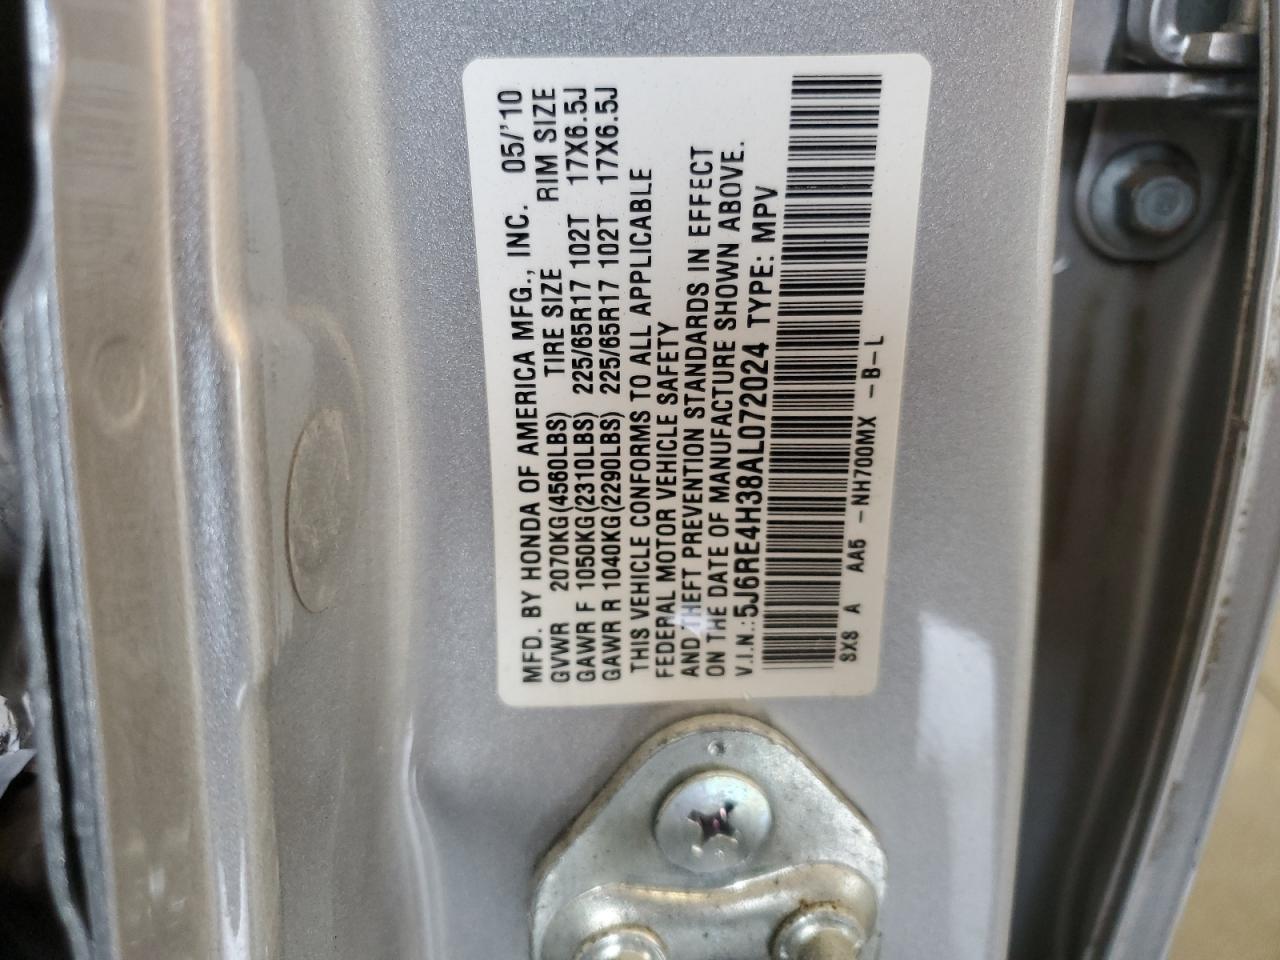 MFD. BY HONDA OF AMERICA MFG., INC. 05/'10
GVWR 2070KG(4560LBS) TIRE SIZE RIM SIZE
GAWR F 1050KG(2310LBS) 225/65R17 102T 17X6.5J
GAWR R 1040KG(2290LBS) 225/65R17 102T 17X6.5J
THIS VEHICLE CONFORMS TO ALL APPLICABLE
FEDERAL MOTOR VEHICLE SAFETY
AND THEFT PREVENTION STANDARDS IN EFFECT
ON THE DATE OF MANUFACTURE SHOWN ABOVE.
V.I.N.: 5J6RE4H38AL072024 TYPE: MPV
SX8 A AA5 -NH700MX -B-L